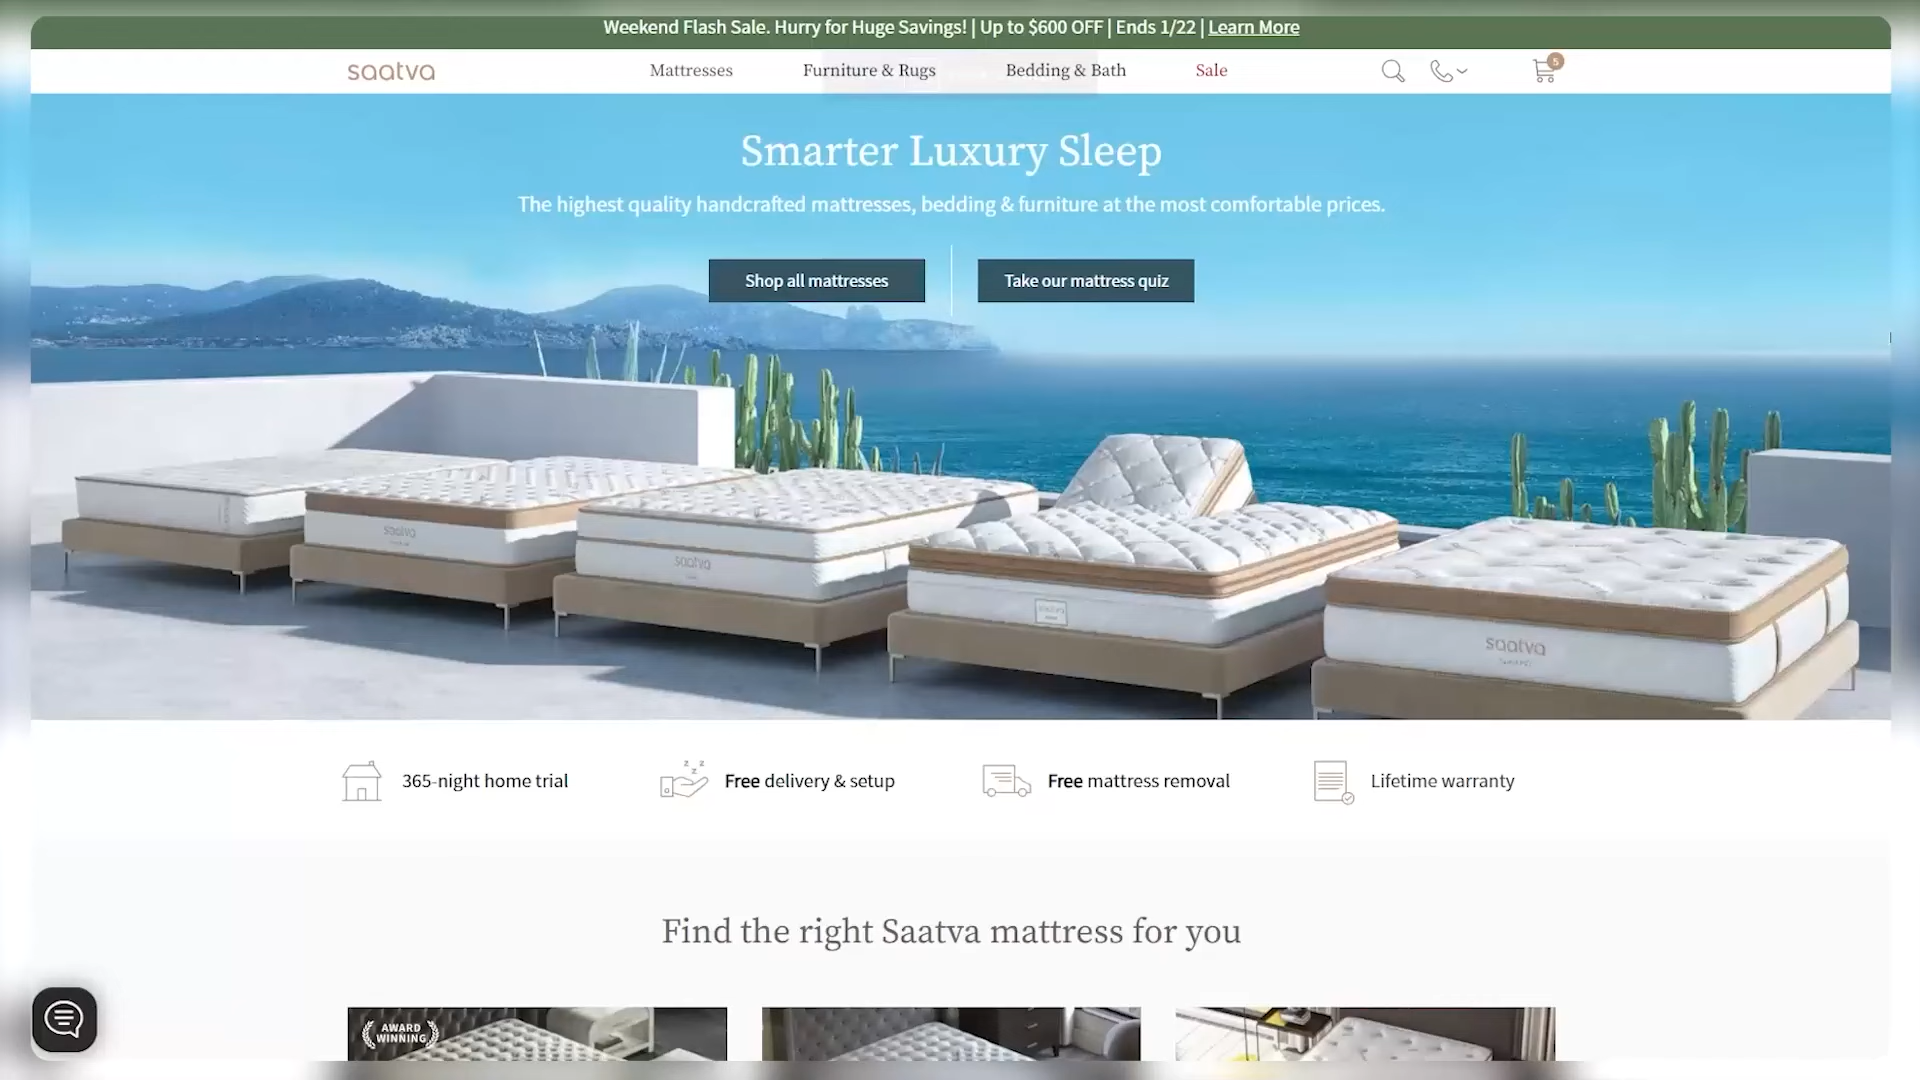 Weekend Flash Sale. Hurry for Huge Savings! | Up to $600 OFF | Ends 1/22 | Learn More
saatva
Mattresses
Furniture & Rugs
Bedding & Bath
Sale
5
Smarter Luxury Sleep
The highest quality handcrafted mattresses, bedding & furniture at the most comfortable prices.
Shop all mattresses
Take our mattress quiz
saatva
saatva
saatva
z z z
365-night home trial
Free delivery & setup
Free mattress removal
Lifetime warranty
Find the right Saatva mattress for you
AWARD
WINNING